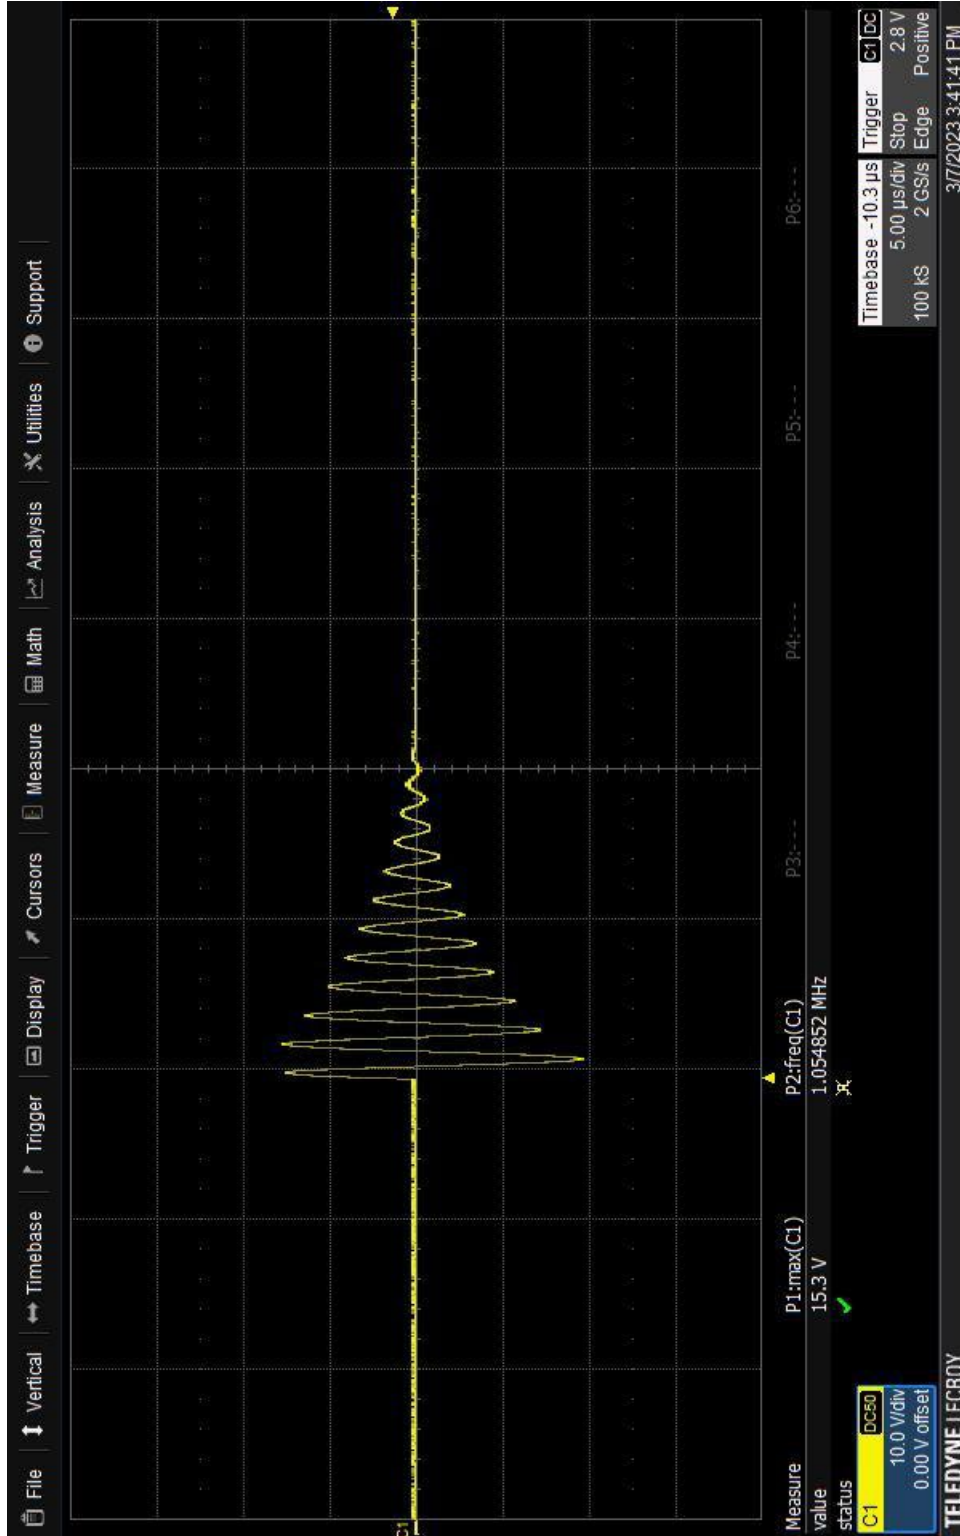 File Vertical Timebase Trigger Display Cursors Measure Math Analysis Utilities Support
C1
Measure P1:max(C1) P2:freq(C1) P3:--- P4:--- P5:--- P6:---
value 15.3 V 1.054852 MHz
status
C1 DC50
10.0 V/div
0.00 V offset
Timebase -10.3 µs
5.00 µs/div
100 kS 2 GS/s
Trigger C1 DC
Stop 2.8 V
Edge Positive
TELEDYNE LECROY
3/7/2023 3:41:41 PM